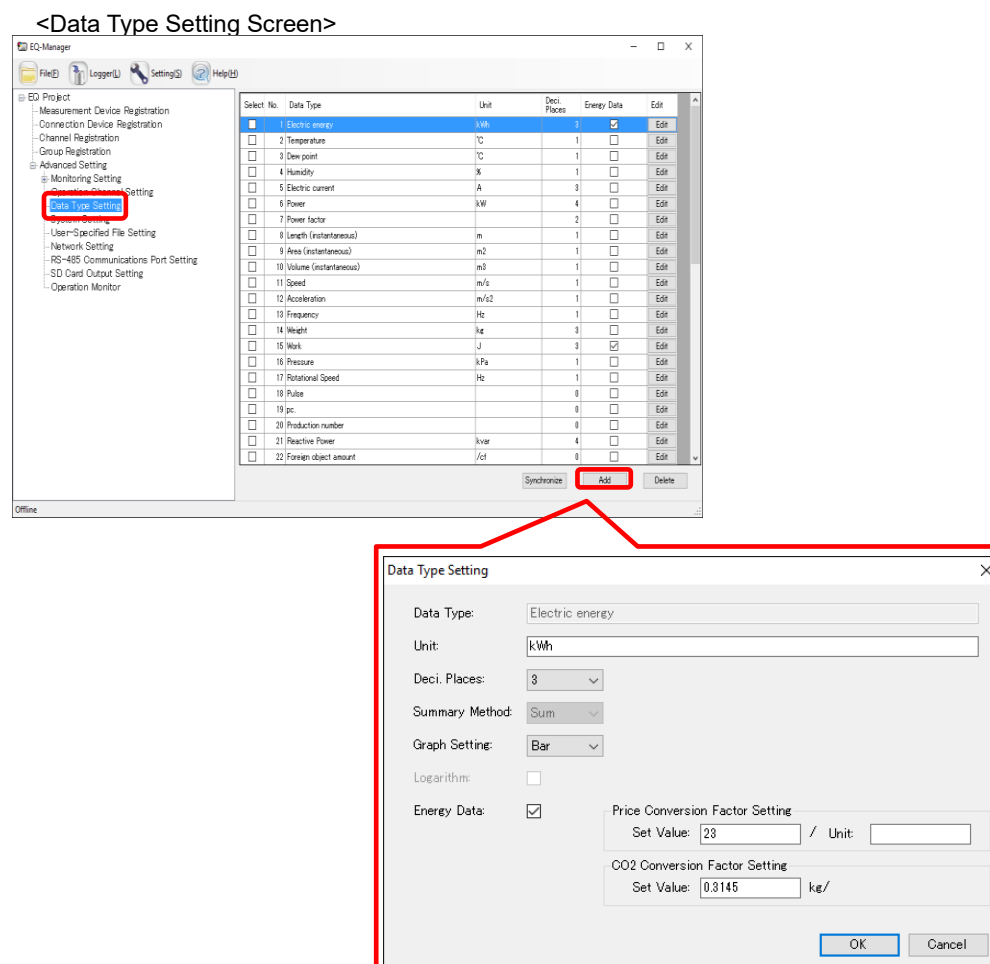 <Data Type Setting Screen>
EQ-Manager
File(F) Logger(L) Setting(S) Help(H)
EQ Project
Measurement Device Registration
Connection Device Registration
Channel Registration
Group Registration
Advanced Setting
Monitoring Setting
Operation Channel Setting
Data Type Setting
System Setting
User-Specified File Setting
Network Setting
RS-485 Communications Port Setting
SD Card Output Setting
Operation Monitor
Select No. Data Type Unit Deci. Places Energy Data Edit
1 Electric energy kWh 3 Edit
2 Temperature ℃ 1 Edit
3 Dew point ℃ 1 Edit
4 Humidity % 1 Edit
5 Electric current A 3 Edit
6 Power kW 4 Edit
7 Power factor 2 Edit
8 Length (instantaneous) m 1 Edit
9 Area (instantaneous) m2 1 Edit
10 Volume (instantaneous) m3 1 Edit
11 Speed m/s 1 Edit
12 Acceleration m/s2 1 Edit
13 Frequency Hz 1 Edit
14 Weight kg 3 Edit
15 Work J 3 Edit
16 Pressure kPa 1 Edit
17 Rotational Speed Hz 1 Edit
18 Pulse 0 Edit
19 pc. 0 Edit
20 Production number 0 Edit
21 Reactive Power kvar 4 Edit
22 Foreign object amount /cf 0 Edit
Synchronize Add Delete
Offline
Data Type Setting
Data Type: Electric energy
Unit: kWh
Deci. Places: 3
Summary Method: Sum
Graph Setting: Bar
Logarithm:
Energy Data:
Price Conversion Factor Setting
Set Value: 23 / Unit:
CO2 Conversion Factor Setting
Set Value: 0.3145 kg/
OK Cancel